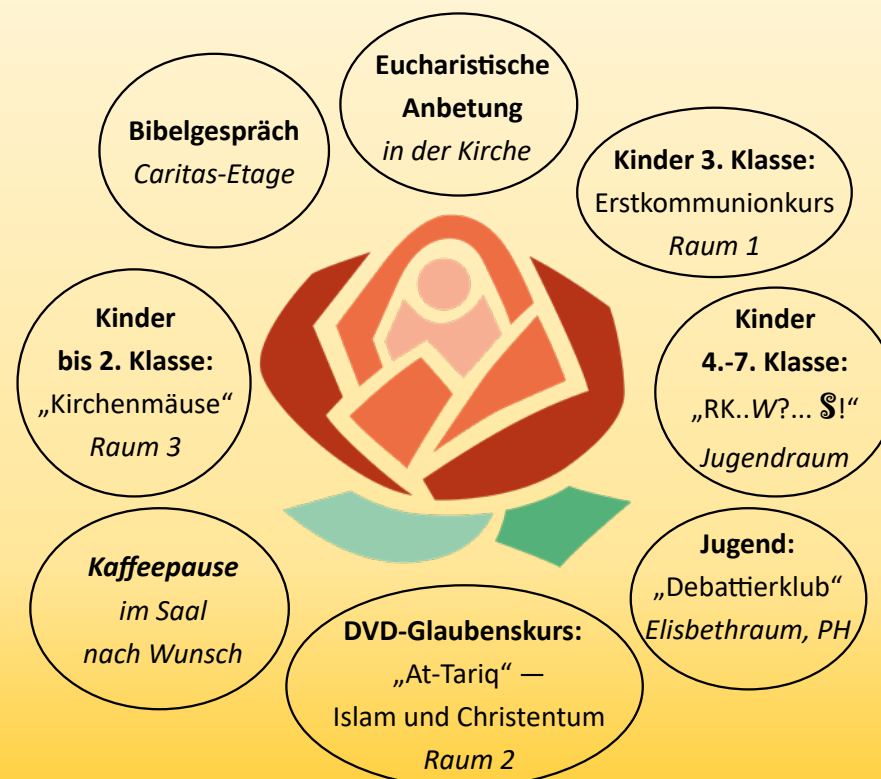 Eucharistische
Anbetung
in der Kirche
Bibelgespräch
Caritas-Etage
Kinder 3. Klasse:
Erstkommunionkurs
Raum 1
Kinder
bis 2. Klasse:
„Kirchenmäuse“
Raum 3
Kinder
4.-7. Klasse:
„RK..W?... S!“
Jugendraum
Kaffeepause
im Saal
nach Wunsch
Jugend:
„Debattierklub“
Elisbethraum, PH
DVD-Glaubenskurs:
„At-Tariq“ —
Islam und Christentum
Raum 2